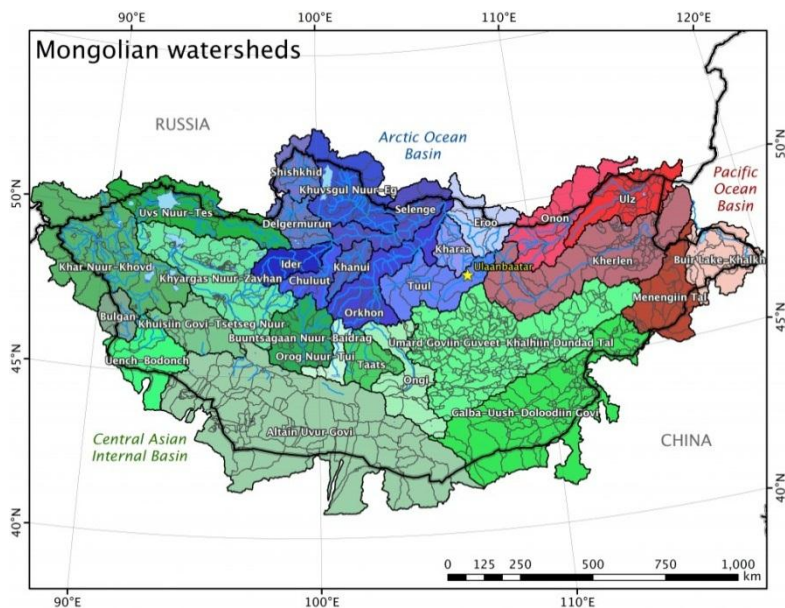 90°E 100°E 110°E 120°E
Mongolian watersheds
RUSSIA
Arctic Ocean
Basin
Pacific
Ocean
Basin
50°N
50°N
Shishkhid
Khuvsgul Nuur-Eg
Uvs Nuur-Tes
Selenge
Ulz
Onon
Delgermurun
Eroo
Kharaa
Khar Nuur-Khovd
Ider
Khanui
Ulaanbaatar
Kherlen
Buir Lake-Khalkh
Khyargas Nuur-Zavhan
Chuluut
Tuul
Menengiin Tal
Orkhon
Bulgan
Khuisiin Govi-Tsetseg Nuur
45°N
45°N
Buuntsagaan Nuur-Baidrag
Umard Goviin Guveet-Khalhiin Dundad Tal
Uench-Bodonch
Orog Nuur-Tui
Taats
Ongi
Galba-Uush-Doloodiin Govi
Altain Uvur Govi
Central Asian
Internal Basin
CHINA
40°N
40°N
0 125 250 500 750 1,000
km
90°E 100°E 110°E